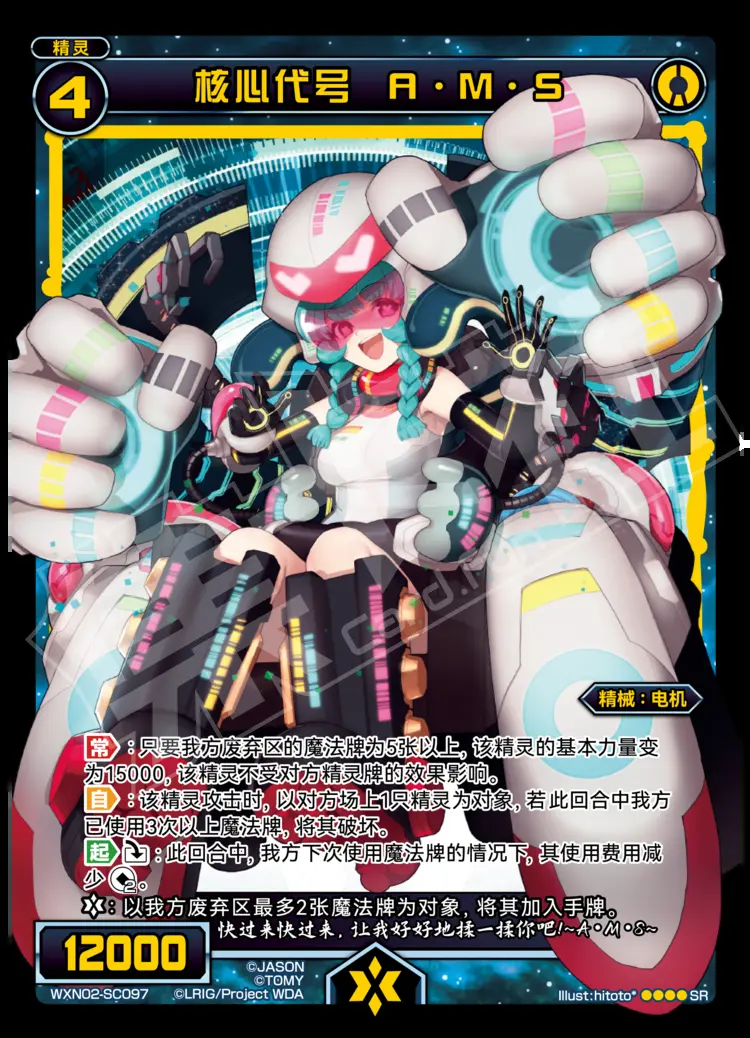 精灵
4
核心代号 A·M·S
精械：电机
常：只要我方废弃区的魔法牌为5张以上，该精灵的基本力量变
为15000，该精灵不受对方精灵牌的效果影响。
自：该精灵攻击时，以对方场上1只精灵为对象，若此回合中我方
已使用3次以上魔法牌，将其破坏。
起：此回合中，我方下次使用魔法牌的情况下，其使用费用减
少2。
：以我方废弃区最多2张魔法牌为对象，将其加入手牌。
快过来快过来，让我好好地揉一揉你吧!~A·M·S~
12000
©JASON
©TOMY
WXN02-SC097 ©LRIG/Project WDA
Illust:hitoto* SR